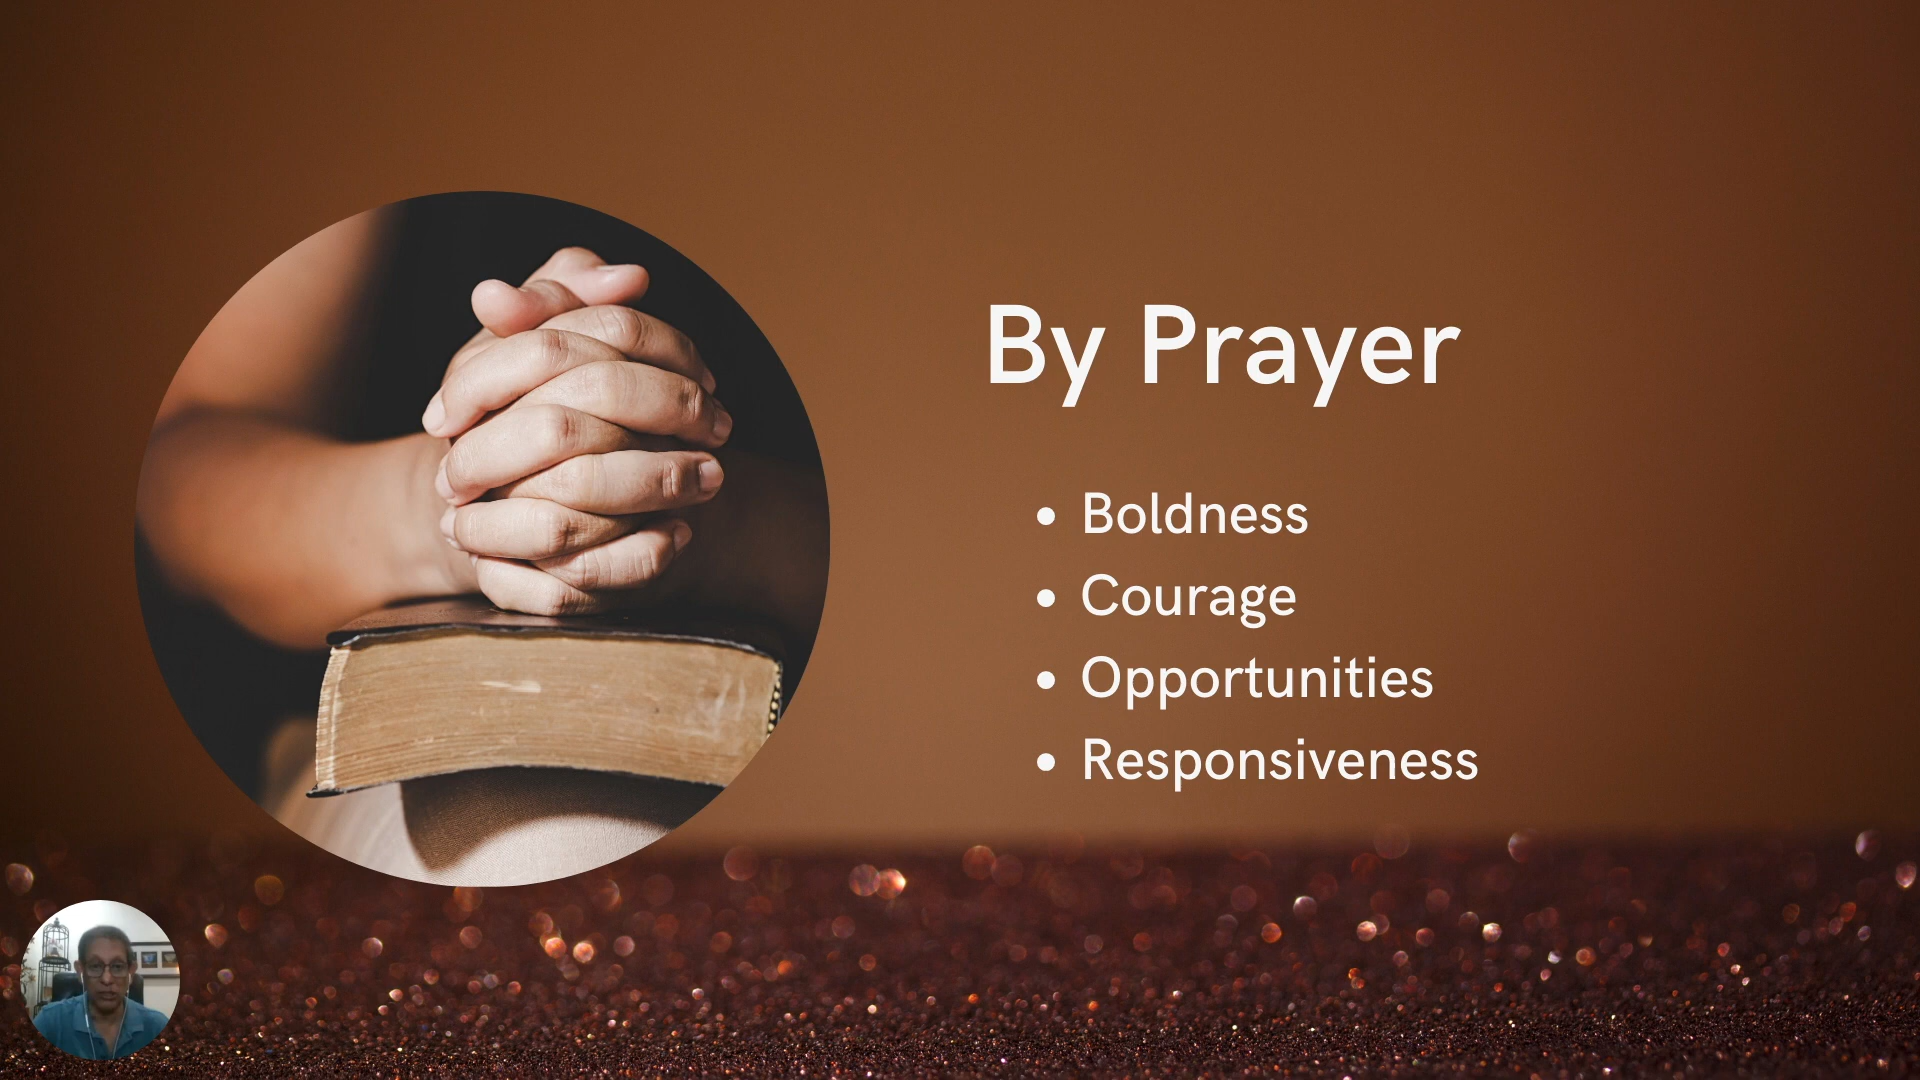 By Prayer
• Boldness
• Courage
• Opportunities
• Responsiveness